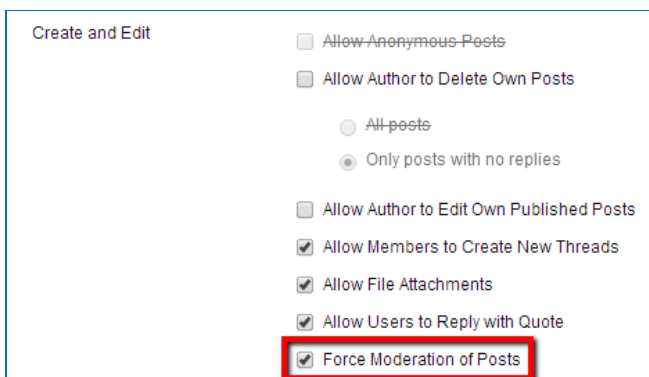 Create and Edit
Allow Anonymous Posts
Allow Author to Delete Own Posts
All posts
Only posts with no replies
Allow Author to Edit Own Published Posts
Allow Members to Create New Threads
Allow File Attachments
Allow Users to Reply with Quote
Force Moderation of Posts